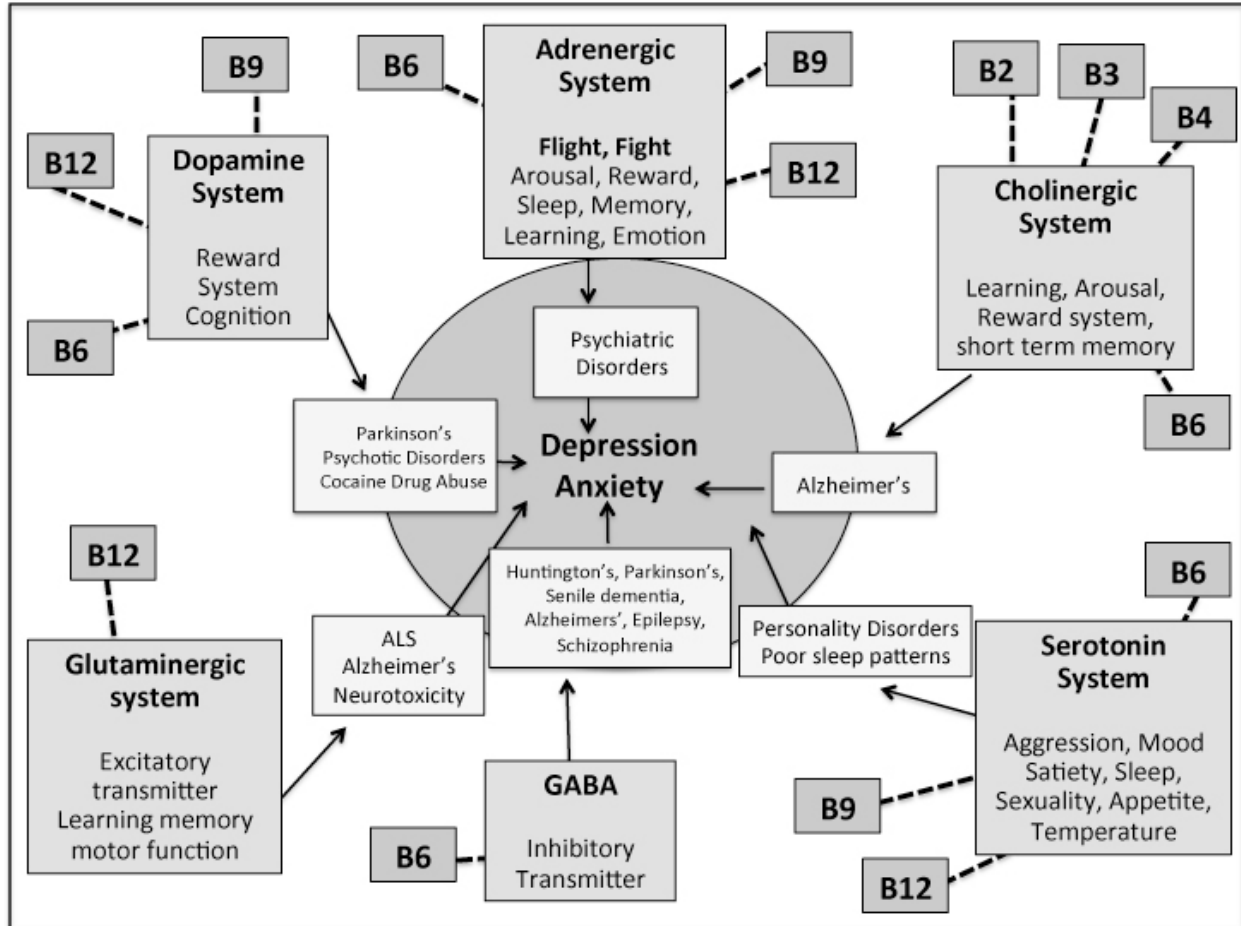 B9
B12
Dopamine
System
Reward
System
Cognition
B6
B6
Adrenergic
System
Flight, Fight
Arousal, Reward,
Sleep, Memory,
Learning, Emotion
B9
B12
B2
B3
B4
Cholinergic
System
Learning, Arousal,
Reward system,
short term memory
B6
Psychiatric
Disorders
Parkinson's
Psychotic Disorders
Cocaine Drug Abuse
Depression
Anxiety
Alzheimer's
B12
Glutaminergic
system
Excitatory
transmitter
Learning memory
motor function
ALS
Alzheimer's
Neurotoxicity
Huntington's, Parkinson's,
Senile dementia,
Alzheimers', Epilepsy,
Schizophrenia
Personality Disorders
Poor sleep patterns
GABA
Inhibitory
Transmitter
B6
B6
Serotonin
System
Aggression, Mood
Satiety, Sleep,
Sexuality, Appetite,
Temperature
B9
B12